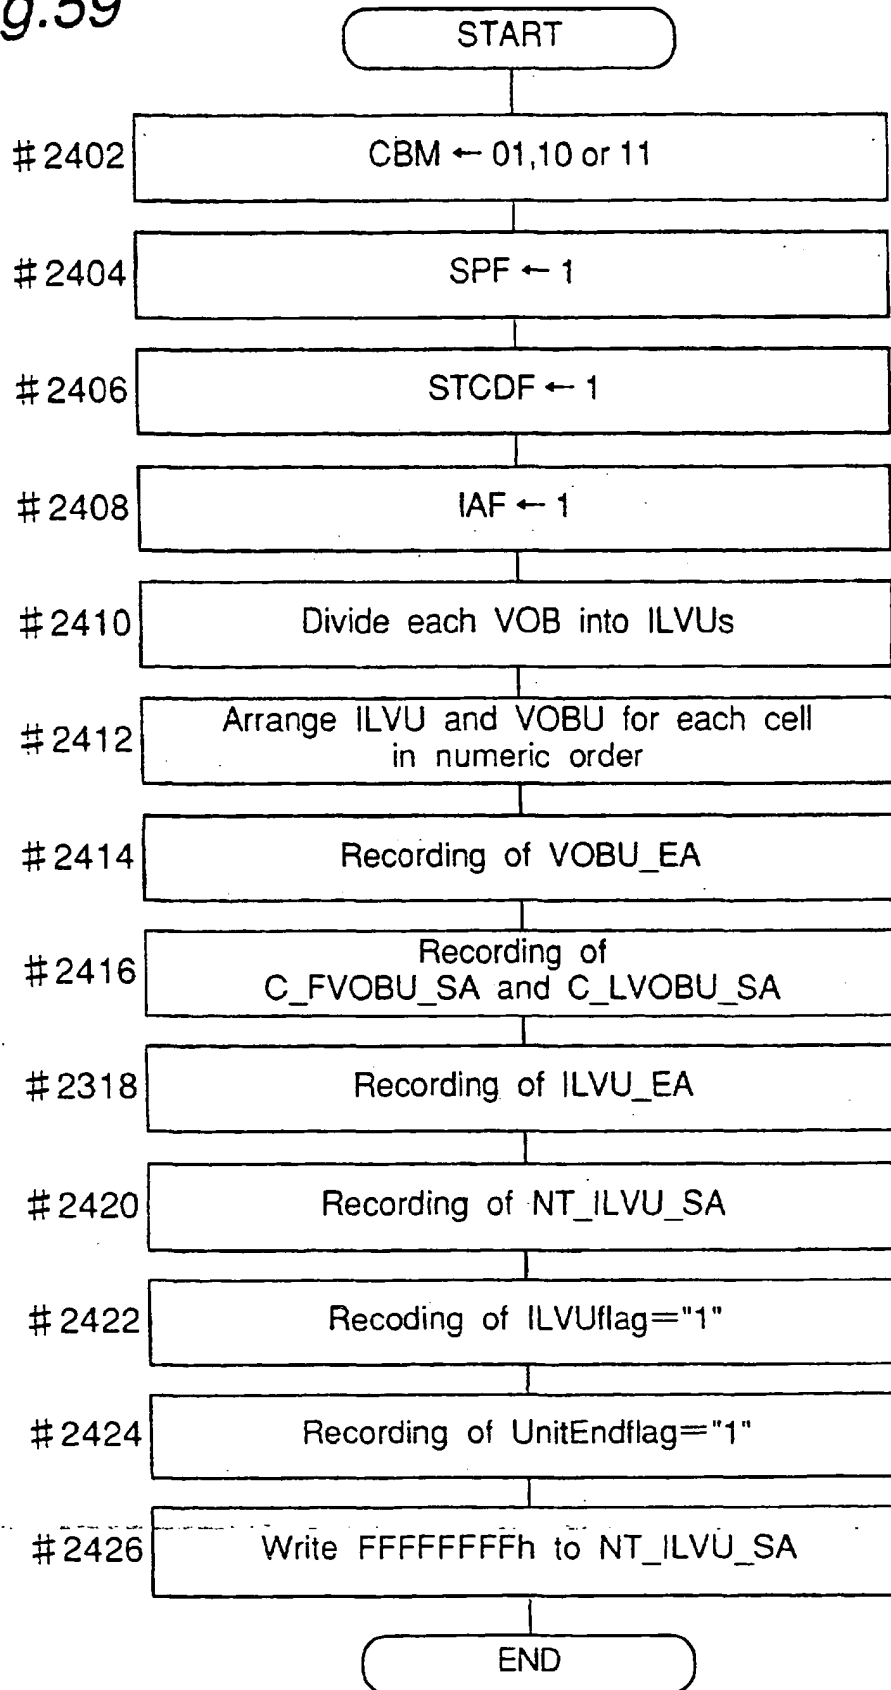 g.59
START
#2402 CBM ← 01,10 or 11
#2404 SPF ← 1
#2406 STCDF ← 1
#2408 IAF ← 1
#2410 Divide each VOB into ILVUs
#2412 Arrange ILVU and VOBU for each cell
in numeric order
#2414 Recording of VOBU_EA
#2416 Recording of
C_FVOBU_SA and C_LVOBU_SA
#2318 Recording of ILVU_EA
#2420 Recording of NT_ILVU_SA
#2422 Recoding of ILVUflag="1"
#2424 Recording of UnitEndflag="1"
#2426 Write FFFFFFFFh to NT_ILVU_SA
END